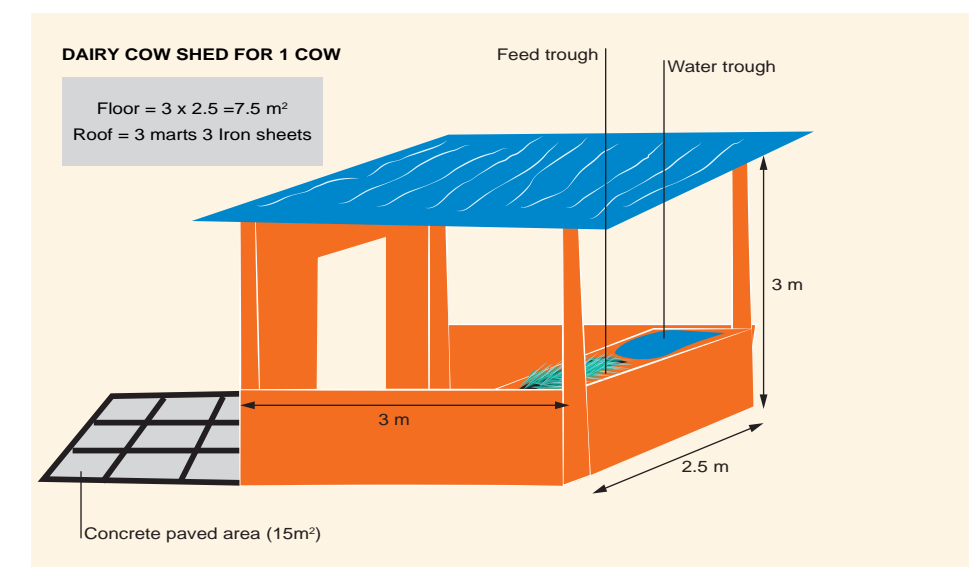 DAIRY COW SHED FOR 1 COW
Floor = 3 x 2.5 =7.5 m²
Roof = 3 marts 3 Iron sheets
Feed trough
Water trough
3 m
3 m
2.5 m
Concrete paved area (15m²)